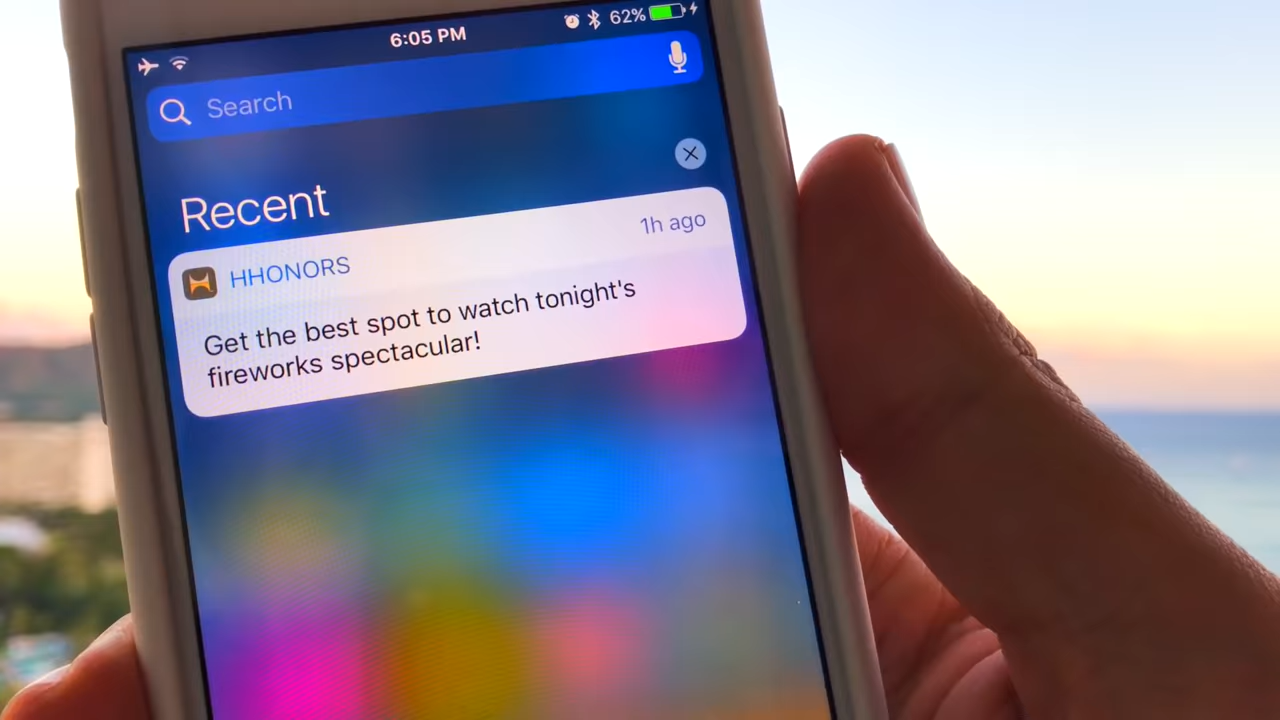 6:05 PM
62%
Search
Recent
1h ago
HHONORS
Get the best spot to watch tonight's
fireworks spectacular!